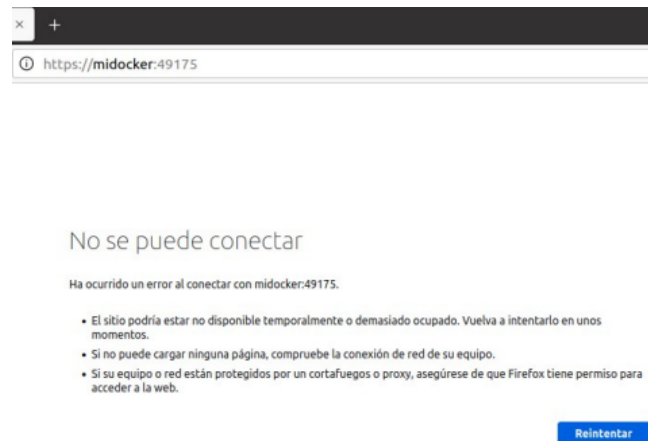 https://midocker:49175
No se puede conectar
Ha ocurrido un error al conectar con midocker:49175.
• El sitio podría estar no disponible temporalmente o demasiado ocupado. Vuelva a intentarlo en unos
momentos.
• Si no puede cargar ninguna página, compruebe la conexión de red de su equipo.
• Si su equipo o red están protegidos por un cortafuegos o proxy, asegúrese de que Firefox tiene permiso para
acceder a la web.
Reintentar